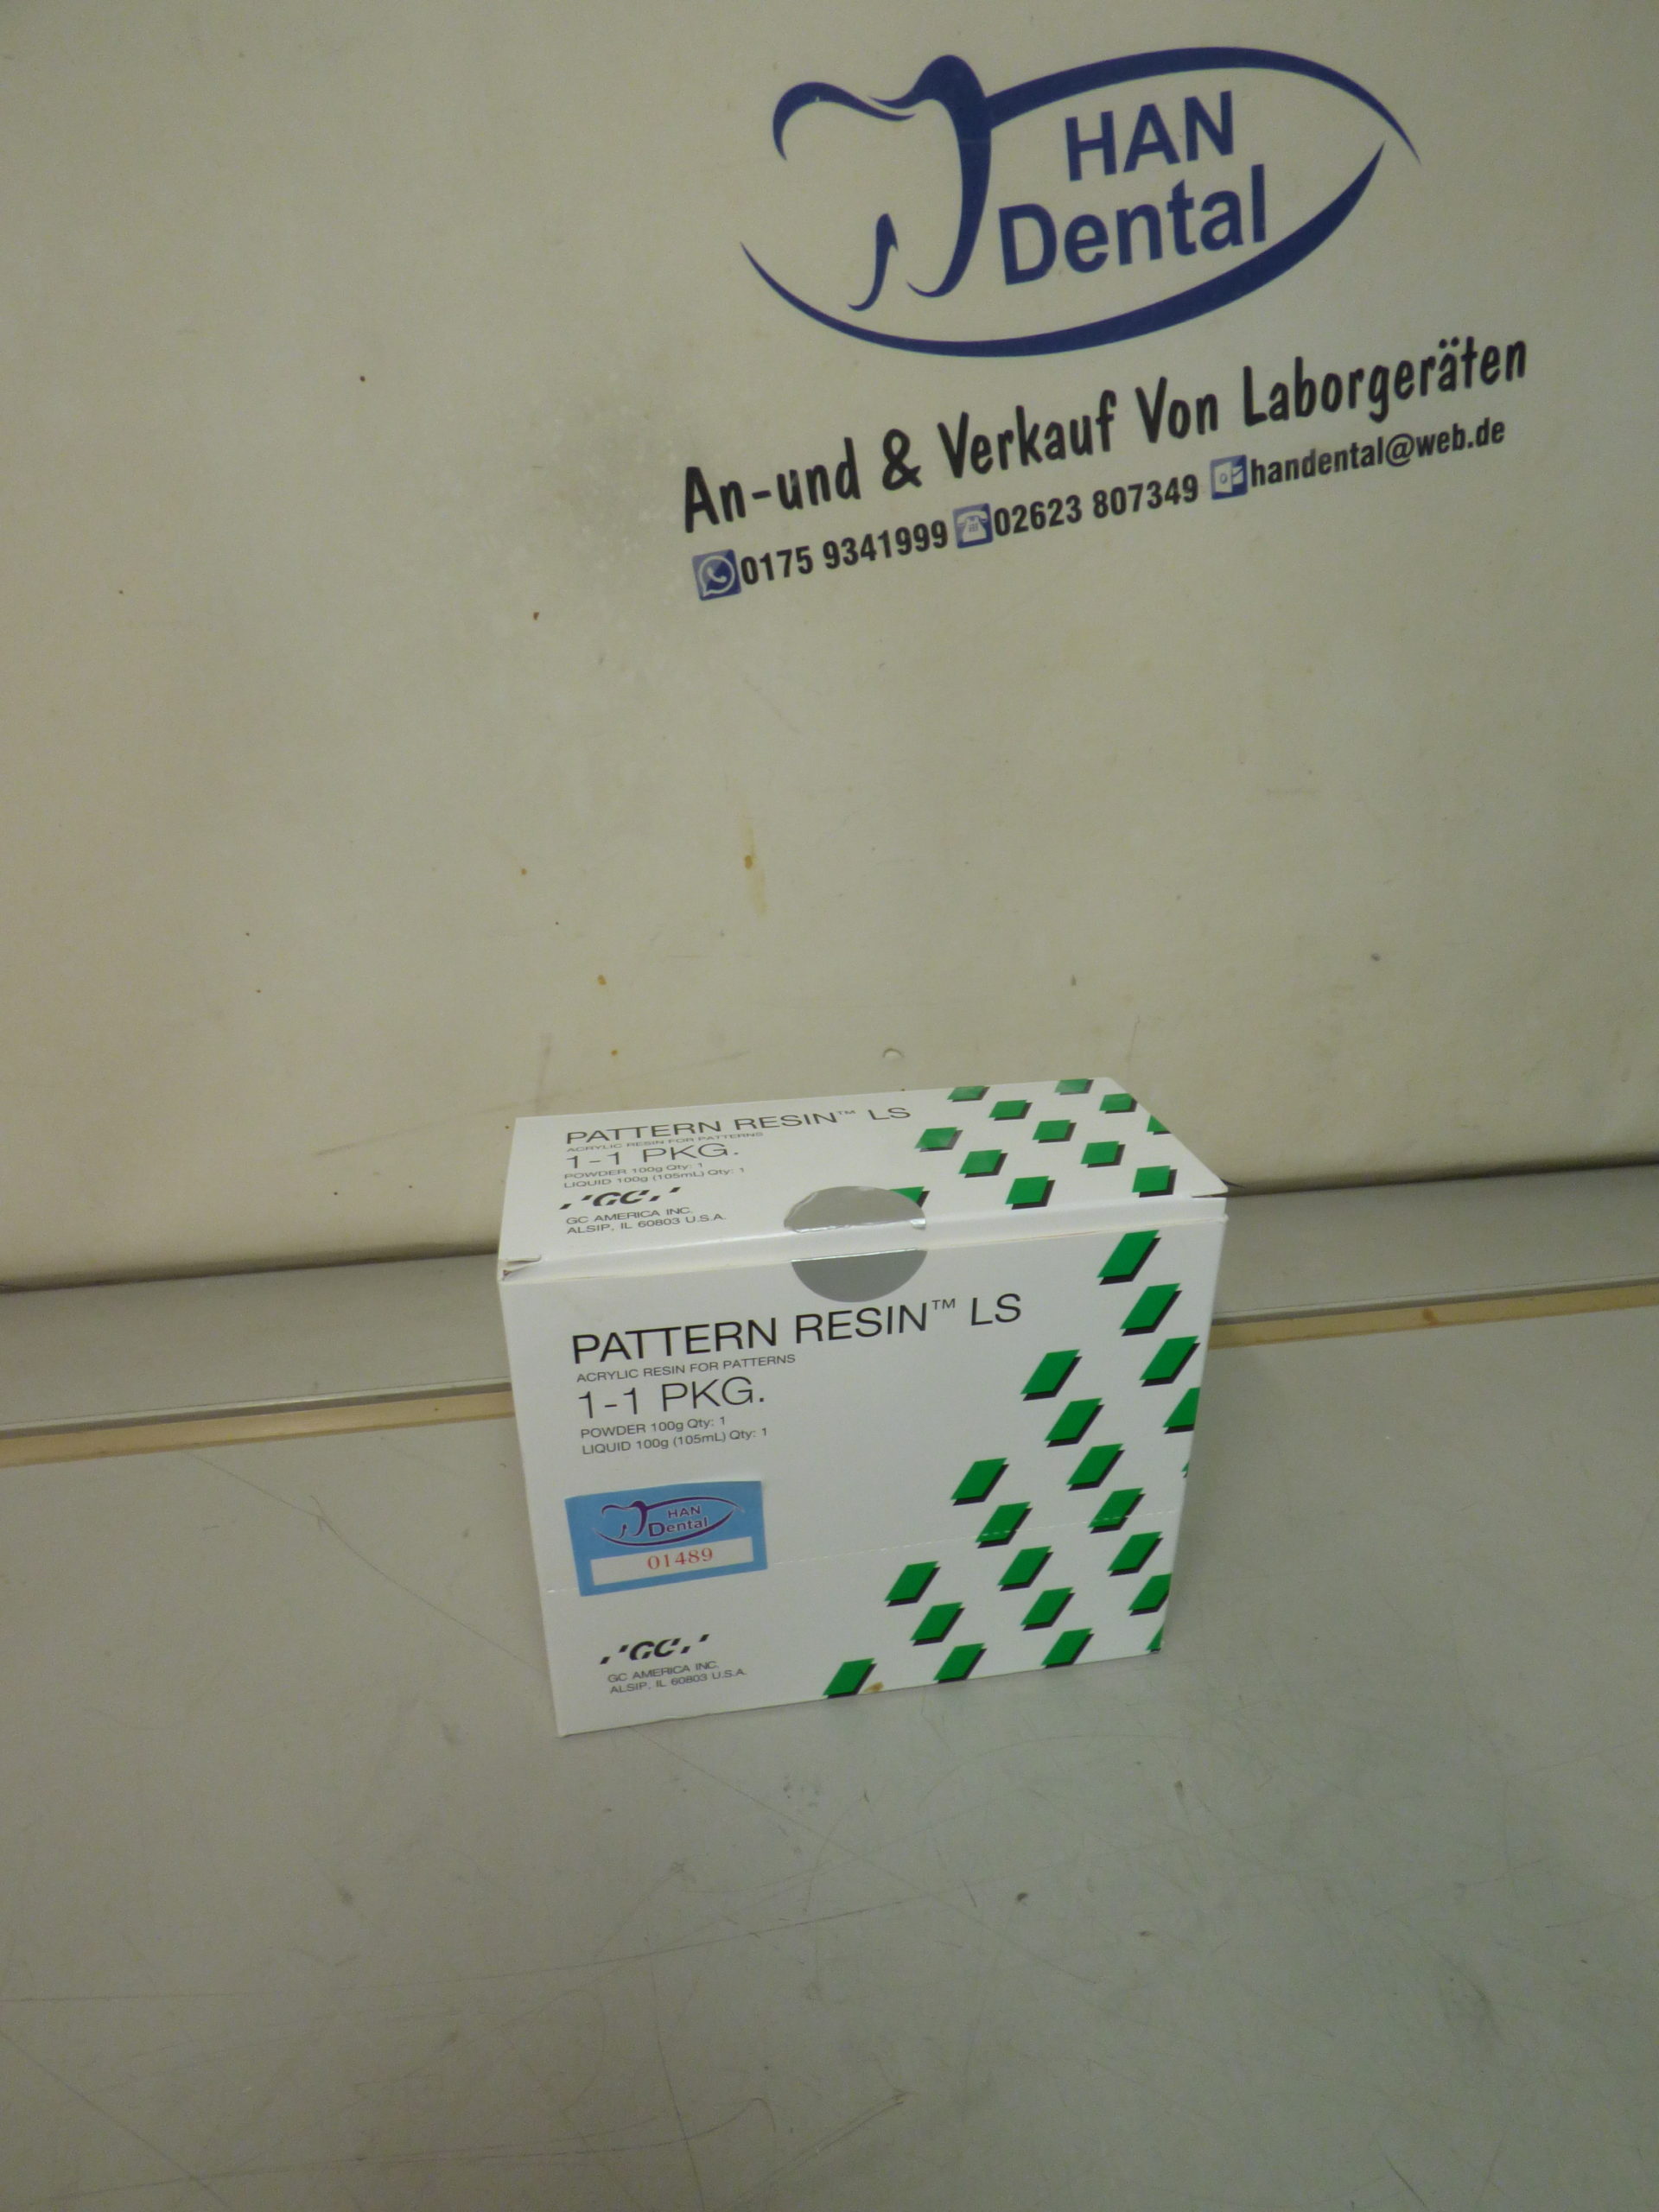 HAN
Dental
An-und & Verkauf Von Laborgeräten
0175 9341999 02623 807349 handental@web.de
PATTERN RESIN™ LS
ACRYLIC RESIN FOR PATTERNS
1-1 PKG.
POWDER 100g Qty: 1
LIQUID 100g (105mL) Qty: 1
GC
GC AMERICA INC.
ALSIP, IL 60803 U.S.A.
PATTERN RESIN™ LS
ACRYLIC RESIN FOR PATTERNS
1-1 PKG.
POWDER 100g Qty: 1
LIQUID 100g (105mL) Qty: 1
HAN
Dental
01489
GC
GC AMERICA INC.
ALSIP, IL 60803 U.S.A.